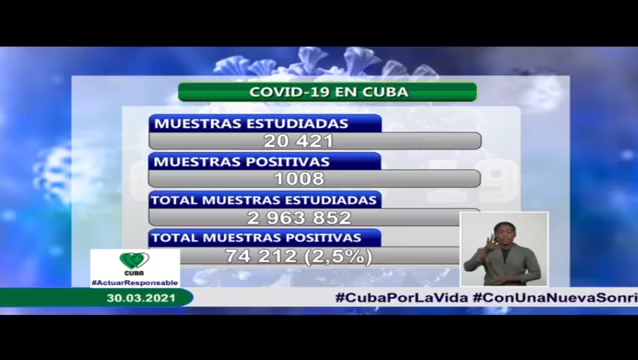 COVID-19 EN CUBA
MUESTRAS ESTUDIADAS
20 421
MUESTRAS POSITIVAS
1008
TOTAL MUESTRAS ESTUDIADAS
2 963 852
TOTAL MUESTRAS POSITIVAS
74 212 (2,5%)
CUBA
#ActuarResponsable
30.03.2021
#CubaPorLaVida #ConUnaNuevaSonri